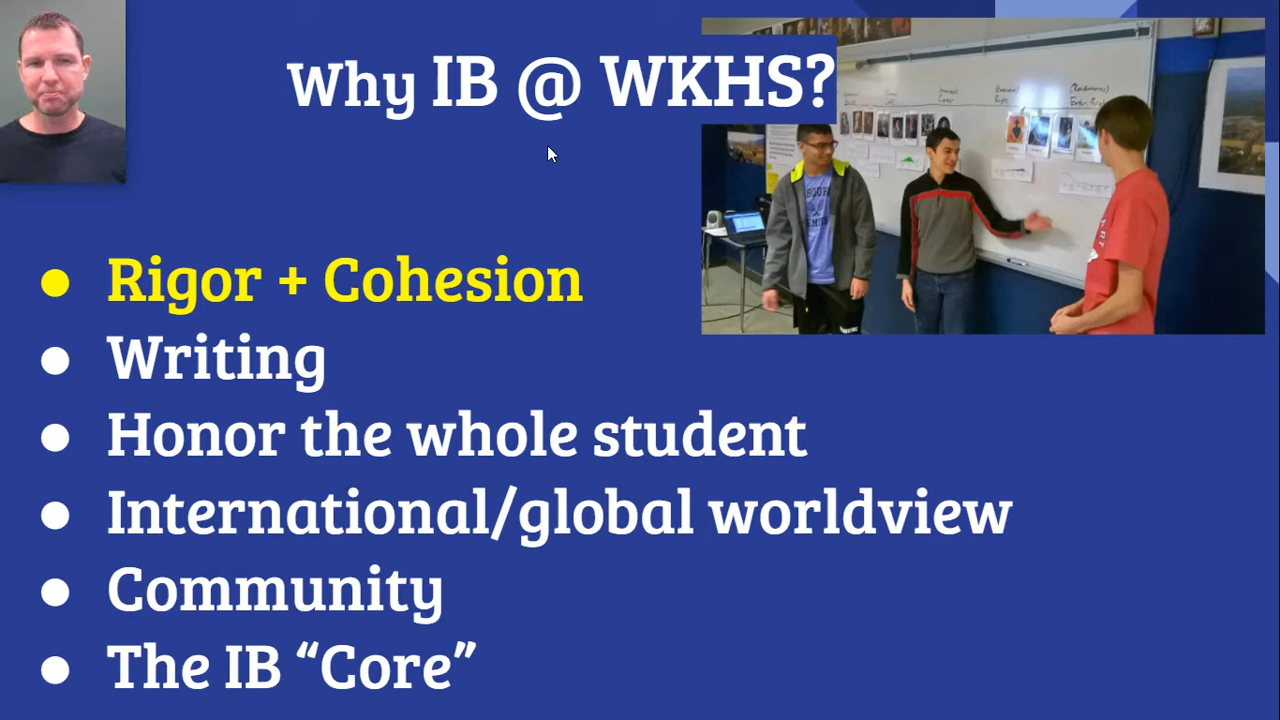 Why IB @ WKHS?
● Rigor + Cohesion
● Writing
● Honor the whole student
● International/global worldview
● Community
● The IB “Core”